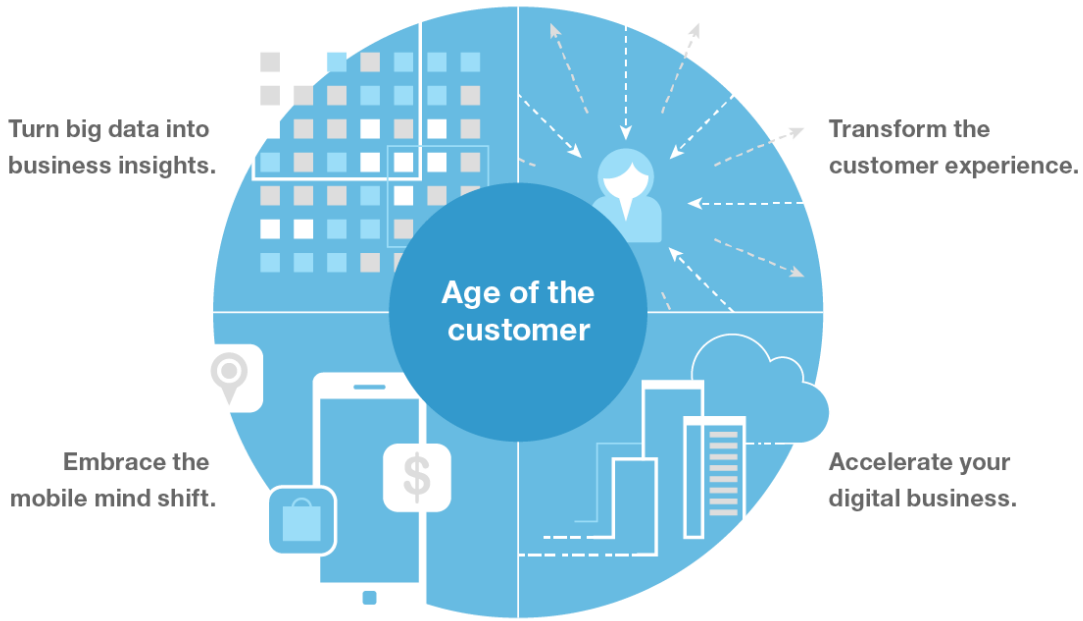 Turn big data into
business insights.
Transform the
customer experience.
Age of the
customer
$
Embrace the
mobile mind shift.
Accelerate your
digital business.